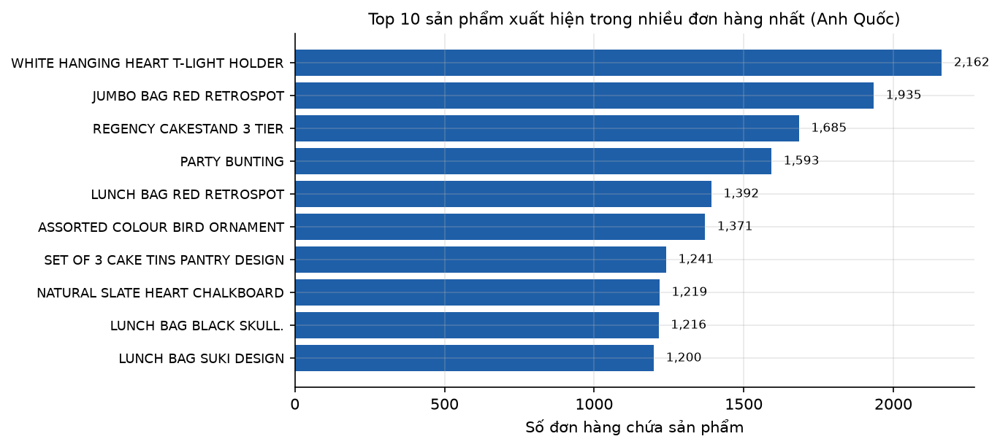 Top 10 sản phẩm xuất hiện trong nhiều đơn hàng nhất (Anh Quốc)
WHITE HANGING HEART T-LIGHT HOLDER 2,162
JUMBO BAG RED RETROSPOT 1,935
REGENCY CAKESTAND 3 TIER 1,685
PARTY BUNTING 1,593
LUNCH BAG RED RETROSPOT 1,392
ASSORTED COLOUR BIRD ORNAMENT 1,371
SET OF 3 CAKE TINS PANTRY DESIGN 1,241
NATURAL SLATE HEART CHALKBOARD 1,219
LUNCH BAG BLACK SKULL. 1,216
LUNCH BAG SUKI DESIGN 1,200
0 500 1000 1500 2000
Số đơn hàng chứa sản phẩm